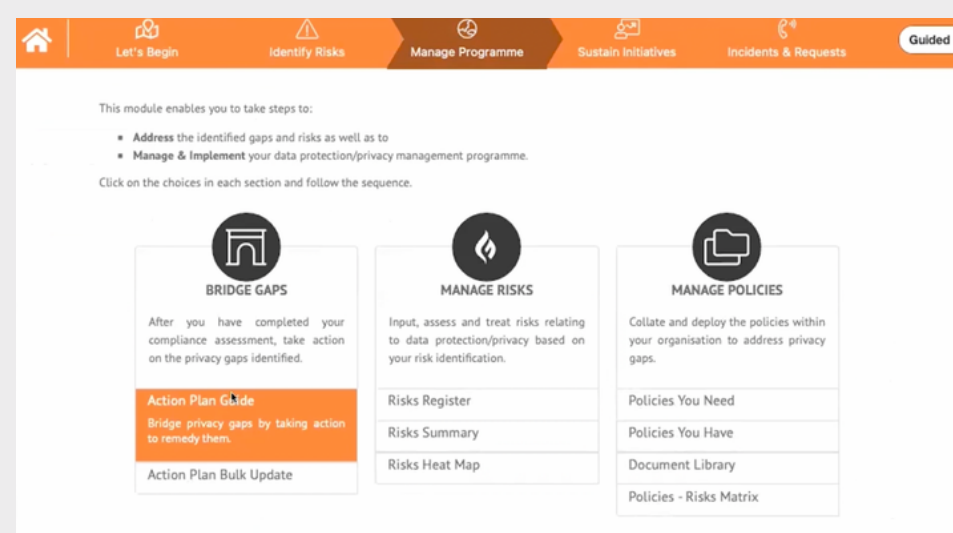 Let's Begin
Identify Risks
Manage Programme
Sustain Initiatives
Incidents & Requests
Guided
This module enables you to take steps to:
Address the identified gaps and risks as well as to
Manage & Implement your data protection/privacy management programme.
Click on the choices in each section and follow the sequence.
BRIDGE GAPS
After you have completed your
compliance assessment, take action
on the privacy gaps identified.
Action Plan Guide
Bridge privacy gaps by taking action
to remedy them.
Action Plan Bulk Update
MANAGE RISKS
Input, assess and treat risks relating
to data protection/privacy based on
your risk identification.
Risks Register
Risks Summary
Risks Heat Map
MANAGE POLICIES
Collate and deploy the policies within
your organisation to address privacy
gaps.
Policies You Need
Policies You Have
Document Library
Policies - Risks Matrix